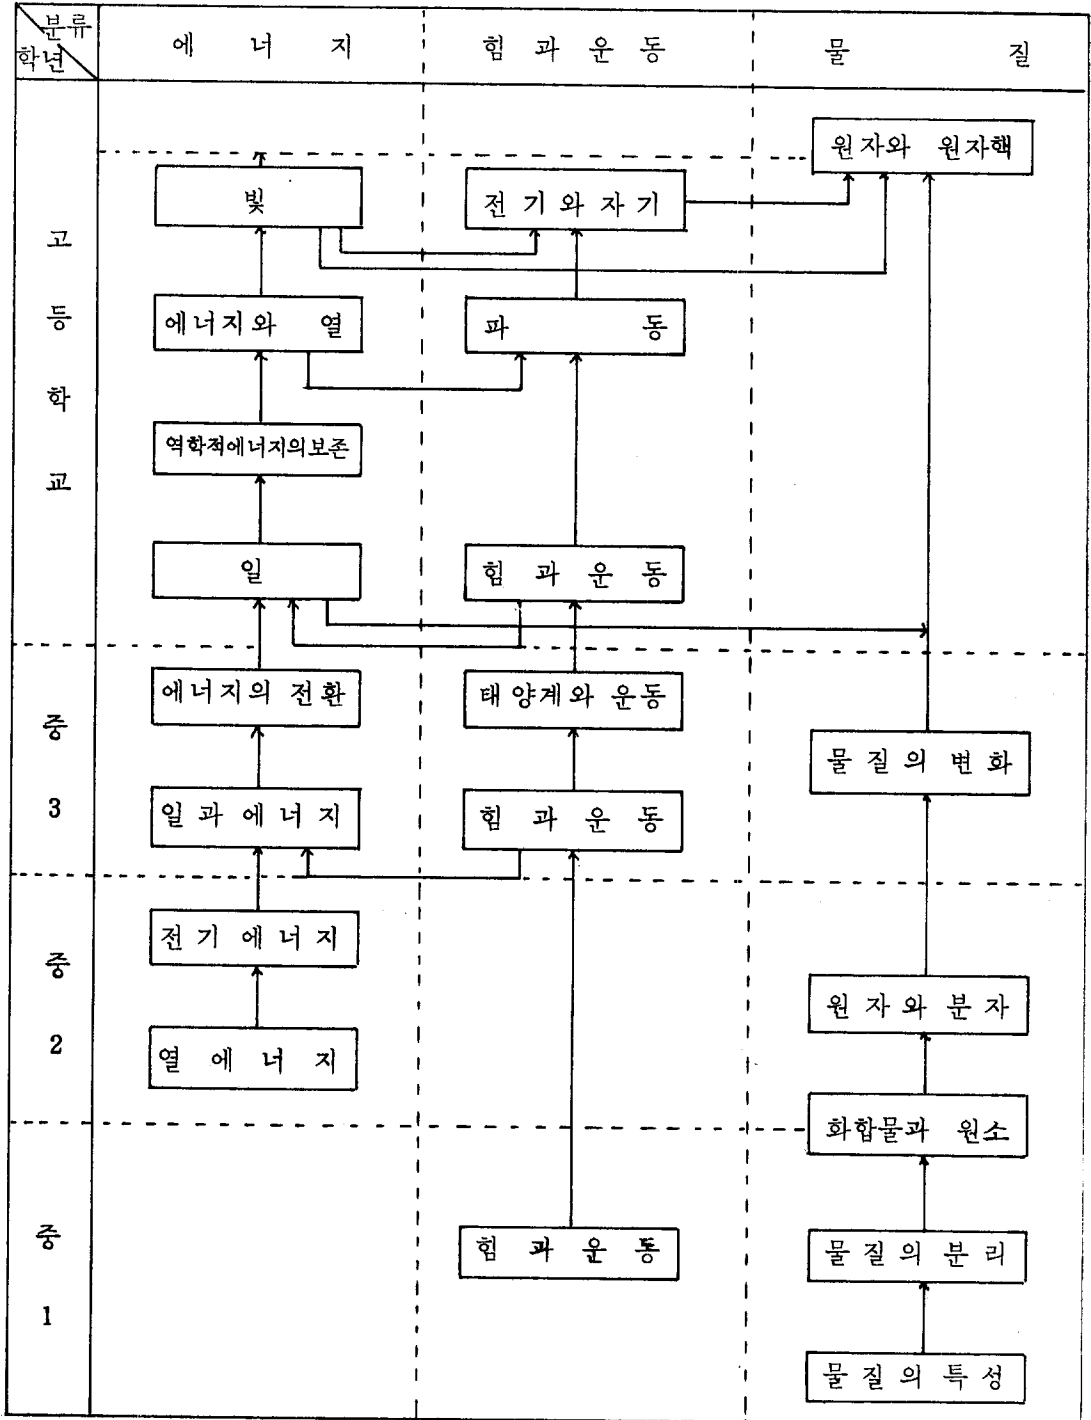 분류
학년
에 너 지
힘 과 운 동
물 질
고 등 학 교
원자와 원자핵
빛
전 기 와 자 기
에너지와 열
파 동
역학적에너지의보존
일
힘 과 운 동
중 3
에너지의 전환
태양계와 운동
물 질 의 변 화
일 과 에 너 지
힘 과 운 동
중 2
전 기 에 너 지
원 자 와 분 자
열 에 너 지
화합물과 원소
중 1
힘 과 운 동
물 질 의 분 리
물 질 의 특 성